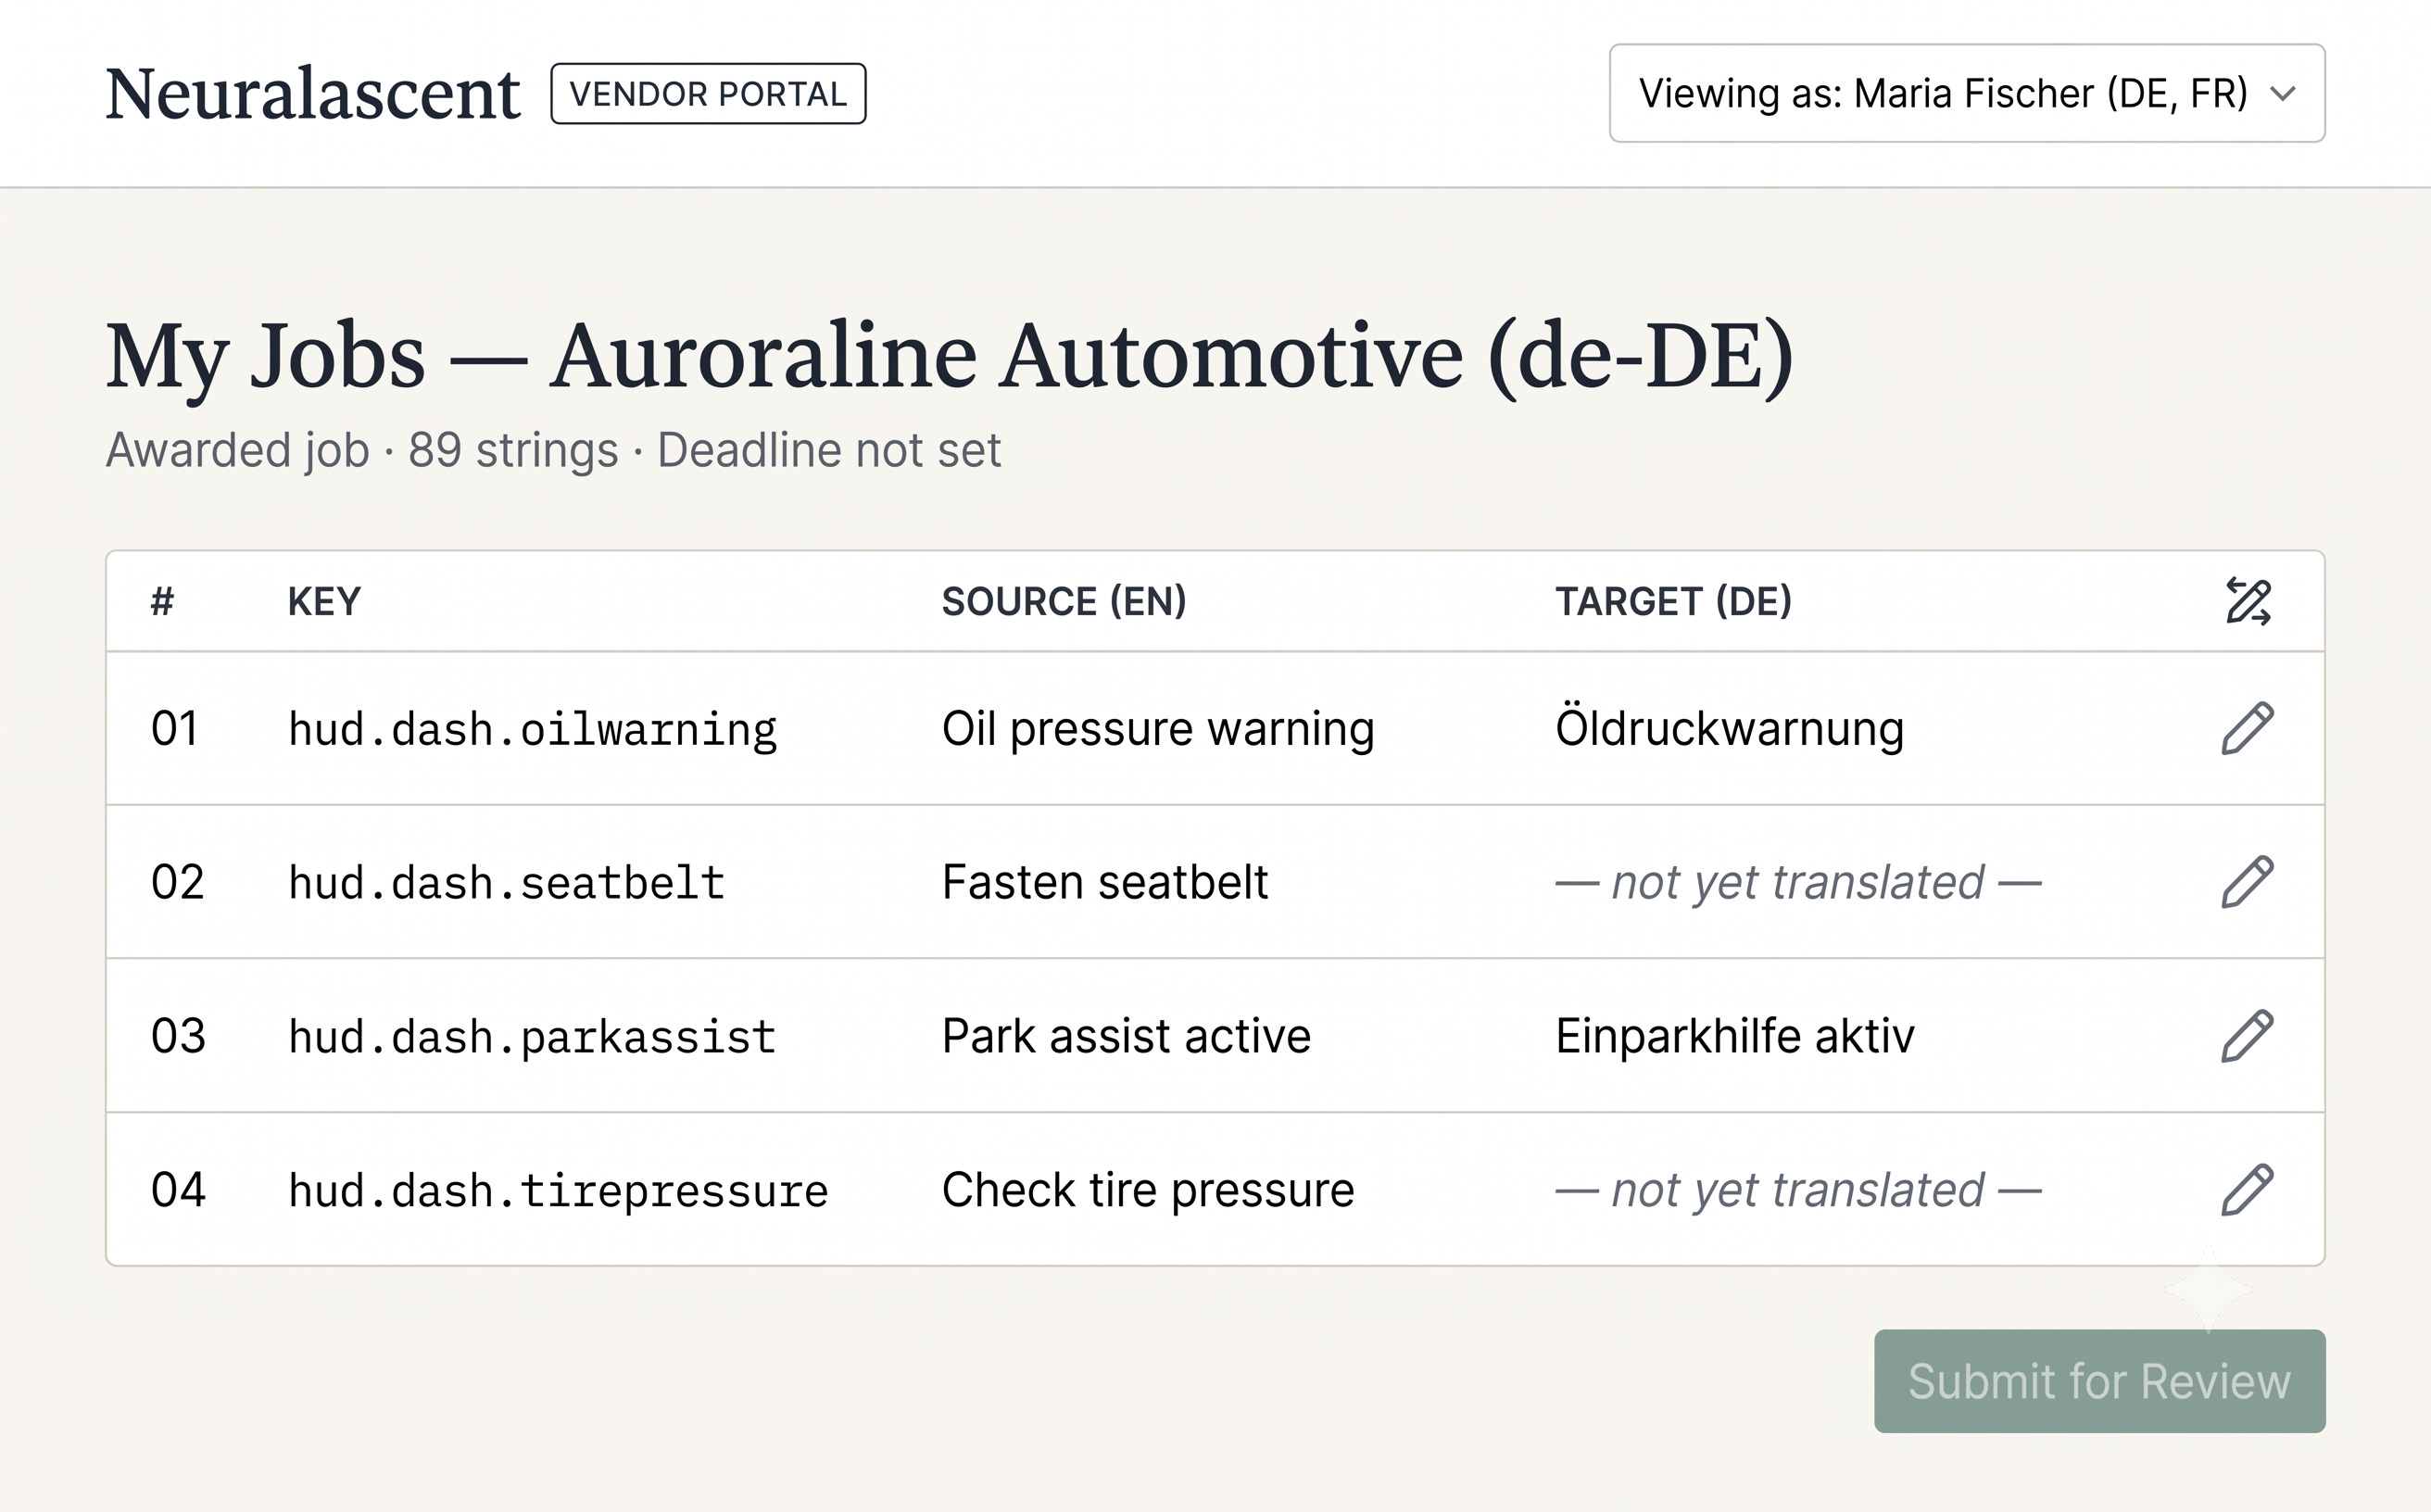 Neuralascent VENDOR PORTAL Viewing as: Maria Fischer (DE, FR)
My Jobs — Auroraline Automotive (de-DE)
Awarded job · 89 strings · Deadline not set
# KEY SOURCE (EN) TARGET (DE)
01 hud.dash.oilwarning Oil pressure warning Öldruckwarnung
02 hud.dash.seatbelt Fasten seatbelt — not yet translated —
03 hud.dash.parkassist Park assist active Einparkhilfe aktiv
04 hud.dash.tirepressure Check tire pressure — not yet translated —
Submit for Review